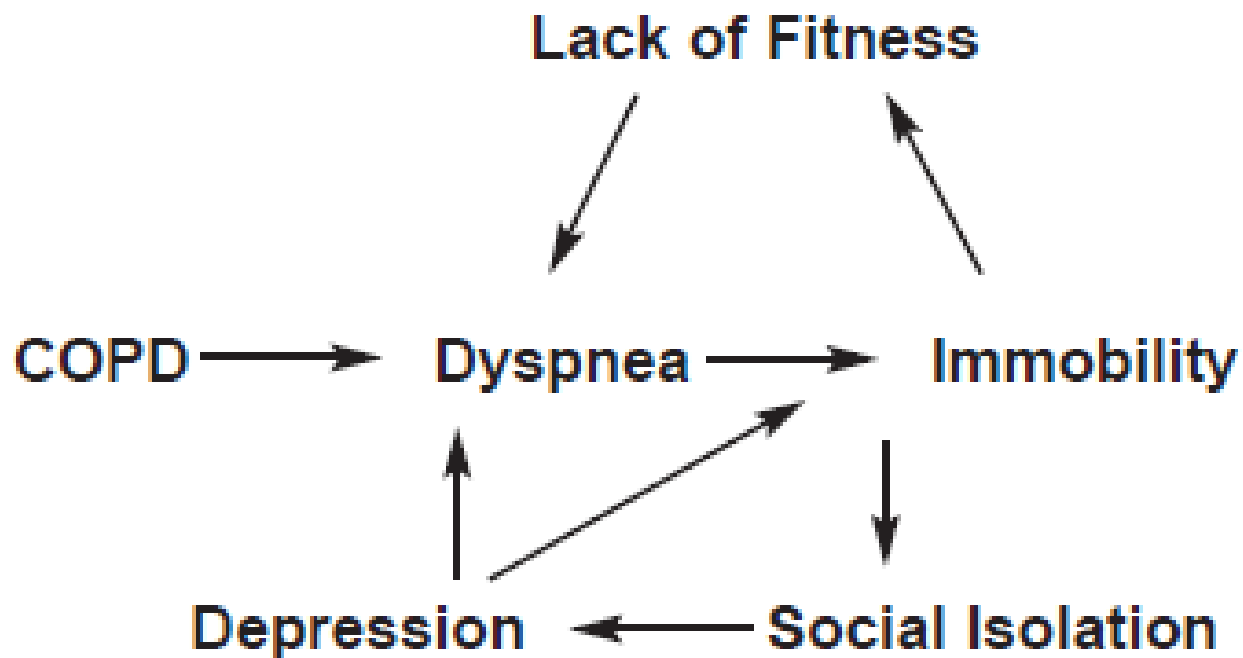 Lack of Fitness
COPD Dyspnea Immobility
Depression Social Isolation